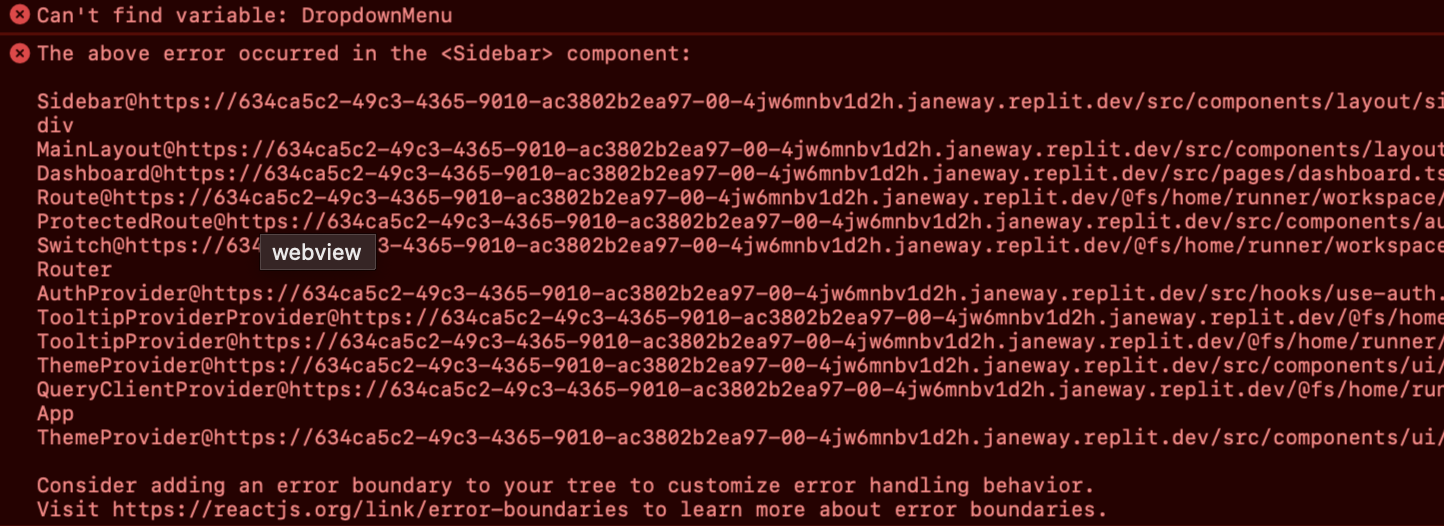 Can't find variable: DropdownMenu
The above error occurred in the <Sidebar> component:
Sidebar@https://634ca5c2-49c3-4365-9010-ac3802b2ea97-00-4jw6mnbv1d2h.janeway.replit.dev/src/components/layout/si
div
MainLayout@https://634ca5c2-49c3-4365-9010-ac3802b2ea97-00-4jw6mnbv1d2h.janeway.replit.dev/src/components/layout
Dashboard@https://634ca5c2-49c3-4365-9010-ac3802b2ea97-00-4jw6mnbv1d2h.janeway.replit.dev/src/pages/dashboard.ts
Route@https://634ca5c2-49c3-4365-9010-ac3802b2ea97-00-4jw6mnbv1d2h.janeway.replit.dev/@fs/home/runner/workspace/
ProtectedRoute@https://634ca5c2-49c3-4365-9010-ac3802b2ea97-00-4jw6mnbv1d2h.janeway.replit.dev/src/components/au
Switch@https://634 3-4365-9010-ac3802b2ea97-00-4jw6mnbv1d2h.janeway.replit.dev/@fs/home/runner/workspace
webview
Router
AuthProvider@https://634ca5c2-49c3-4365-9010-ac3802b2ea97-00-4jw6mnbv1d2h.janeway.replit.dev/src/hooks/use-auth.
TooltipProviderProvider@https://634ca5c2-49c3-4365-9010-ac3802b2ea97-00-4jw6mnbv1d2h.janeway.replit.dev/@fs/home
TooltipProvider@https://634ca5c2-49c3-4365-9010-ac3802b2ea97-00-4jw6mnbv1d2h.janeway.replit.dev/@fs/home/runner/
ThemeProvider@https://634ca5c2-49c3-4365-9010-ac3802b2ea97-00-4jw6mnbv1d2h.janeway.replit.dev/src/components/ui/
QueryClientProvider@https://634ca5c2-49c3-4365-9010-ac3802b2ea97-00-4jw6mnbv1d2h.janeway.replit.dev/@fs/home/run
App
ThemeProvider@https://634ca5c2-49c3-4365-9010-ac3802b2ea97-00-4jw6mnbv1d2h.janeway.replit.dev/src/components/ui/
Consider adding an error boundary to your tree to customize error handling behavior.
Visit https://reactjs.org/link/error-boundaries to learn more about error boundaries.